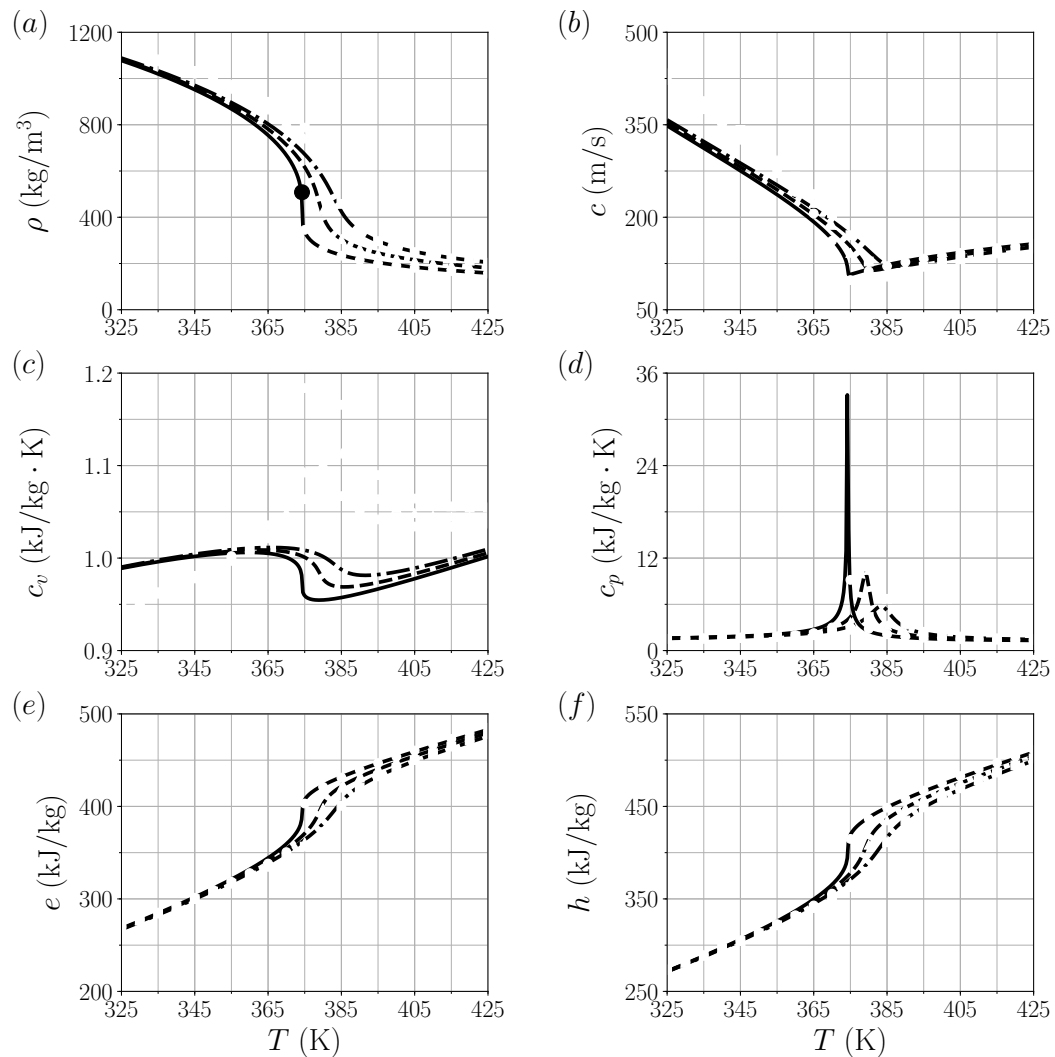 (a)
(b)
ρ (kg/m³)
1200
800
400
0
325 345 365 385 405 425
c (m/s)
500
350
200
50
325 345 365 385 405 425
(c)
(d)
c_v (kJ/kg · K)
1.2
1.1
1.0
0.9
325 345 365 385 405 425
c_p (kJ/kg · K)
36
24
12
0
325 345 365 385 405 425
(e)
(f)
e (kJ/kg)
500
400
300
200
325 345 365 385 405 425
T (K)
h (kJ/kg)
550
450
350
250
325 345 365 385 405 425
T (K)